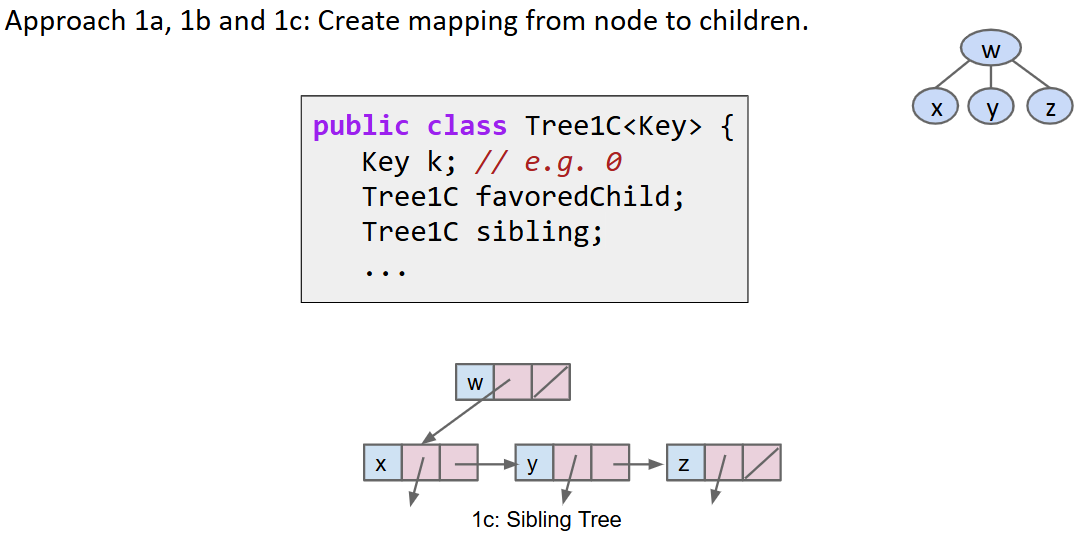 Approach 1a, 1b and 1c: Create mapping from node to children.
w
x y z
public class Tree1C<Key> {
Key k; // e.g. 0
Tree1C favoredChild;
Tree1C sibling;
...
w
x y z
1c: Sibling Tree